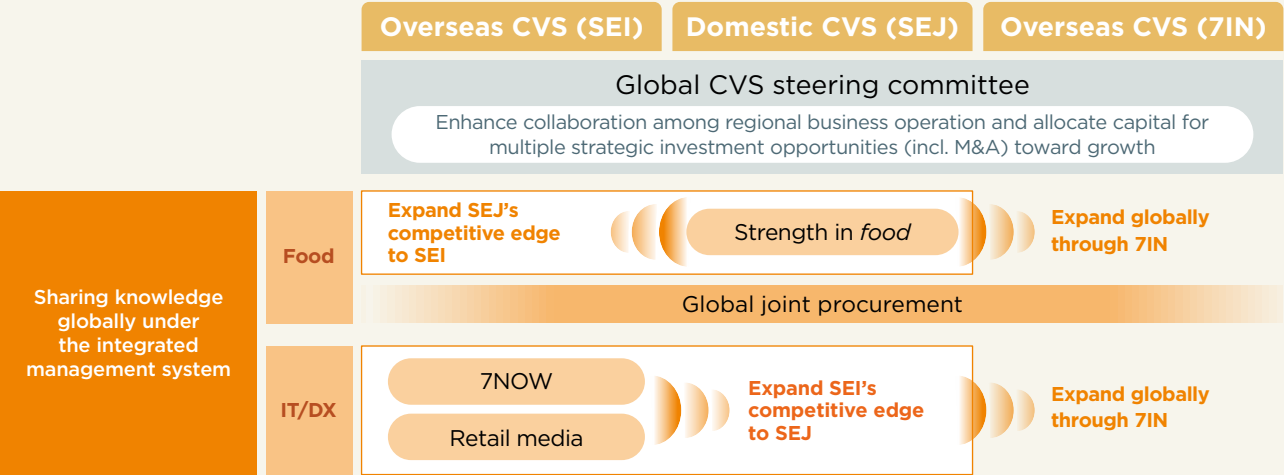 Overseas CVS (SEI)
Domestic CVS (SEJ)
Overseas CVS (7IN)
Global CVS steering committee
Enhance collaboration among regional business operation and allocate capital for
multiple strategic investment opportunities (incl. M&A) toward growth
Sharing knowledge
globally under
the integrated
management system
Food
Expand SEJ’s
competitive edge
to SEI
Strength in food
Expand globally
through 7IN
Global joint procurement
IT/DX
7NOW
Retail media
Expand SEI’s
competitive edge
to SEJ
Expand globally
through 7IN